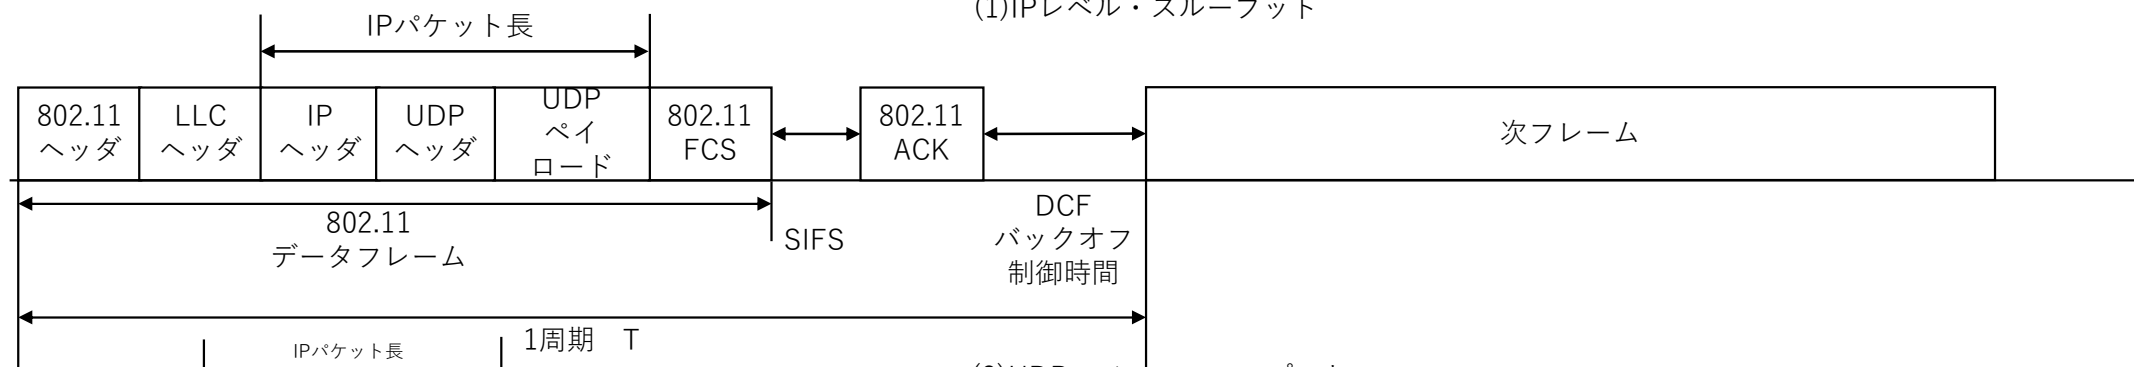 (1)IPレベル・スループット
IPパケット長
802.11
ヘッダ
LLC
ヘッダ
IP
ヘッダ
UDP
ヘッダ
UDP
ペイ
ロード
802.11
FCS
802.11
ACK
次フレーム
802.11
データフレーム
SIFS
DCF
バックオフ
制御時間
1周期　T
IPパケット長